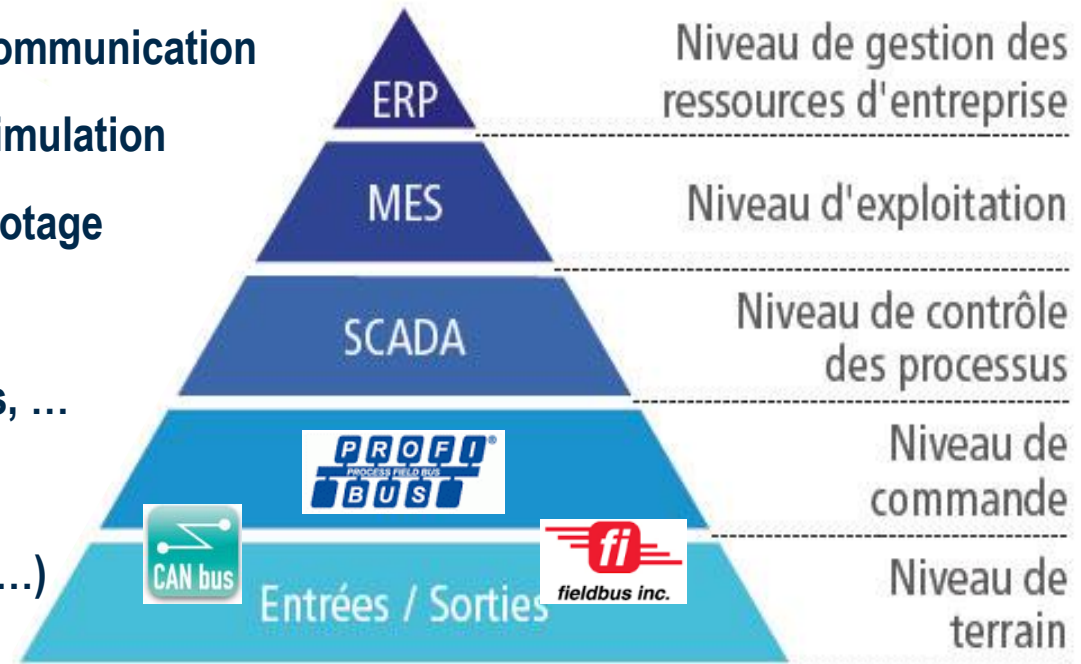 ommunication
imulation
otage
s, …
…)
ERP
MES
SCADA
PROFI®
PROCESS FIELD BUS
BUS
CAN bus
fi
fieldbus inc.
Entrées / Sorties
Niveau de gestion des
ressources d'entreprise
Niveau d'exploitation
Niveau de contrôle
des processus
Niveau de
commande
Niveau de
terrain